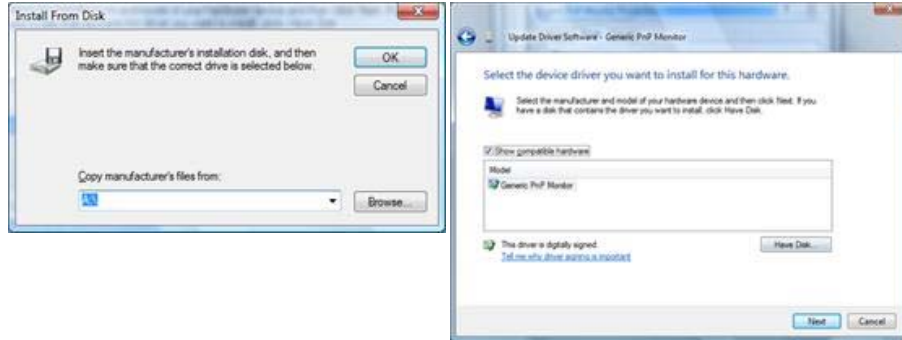 Install From Disk
Insert the manufacturer's installation disk, and then
make sure that the correct drive is selected below.
OK
Cancel
Copy manufacturer's files from:
A:\
Browse...
Update Driver Software - Generic PnP Monitor
Select the device driver you want to install for this hardware.
Select the manufacturer and model of your hardware device and then click Next. If you
have a disk that contains the driver you want to install, click Have Disk.
Show compatible hardware
Model
Generic PnP Monitor
This driver is digitally signed.
Tell me why driver signing is important
Have Disk...
Next
Cancel